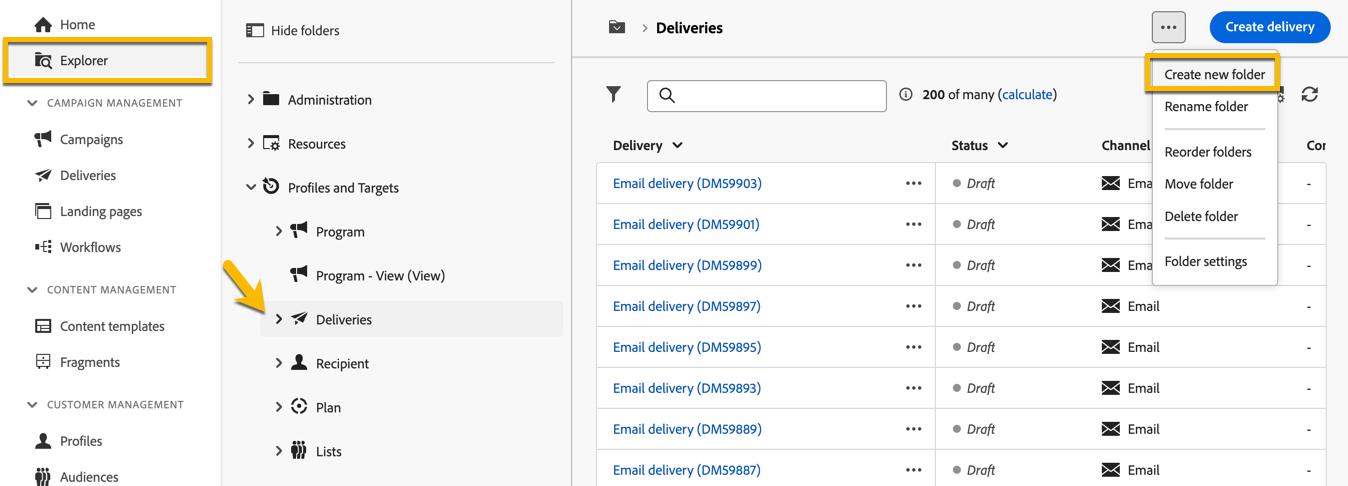 Home
Explorer
CAMPAIGN MANAGEMENT
Campaigns
Deliveries
Landing pages
Workflows
CONTENT MANAGEMENT
Content templates
Fragments
CUSTOMER MANAGEMENT
Profiles
Audiences
Hide folders
Administration
Resources
Profiles and Targets
Program
Program - View (View)
Deliveries
Recipient
Plan
Lists
Deliveries
Create delivery
Create new folder
Rename folder
Reorder folders
Move folder
Delete folder
Folder settings
200 of many (calculate)
Delivery Status Channel
Email delivery (DM59903) ••• Draft
Email delivery (DM59901) ••• Draft
Email delivery (DM59899) ••• Draft
Email delivery (DM59897) ••• Draft Email -
Email delivery (DM59895) ••• Draft Email -
Email delivery (DM59893) ••• Draft Email -
Email delivery (DM59889) ••• Draft Email -
Email delivery (DM59887) ••• Draft Email -